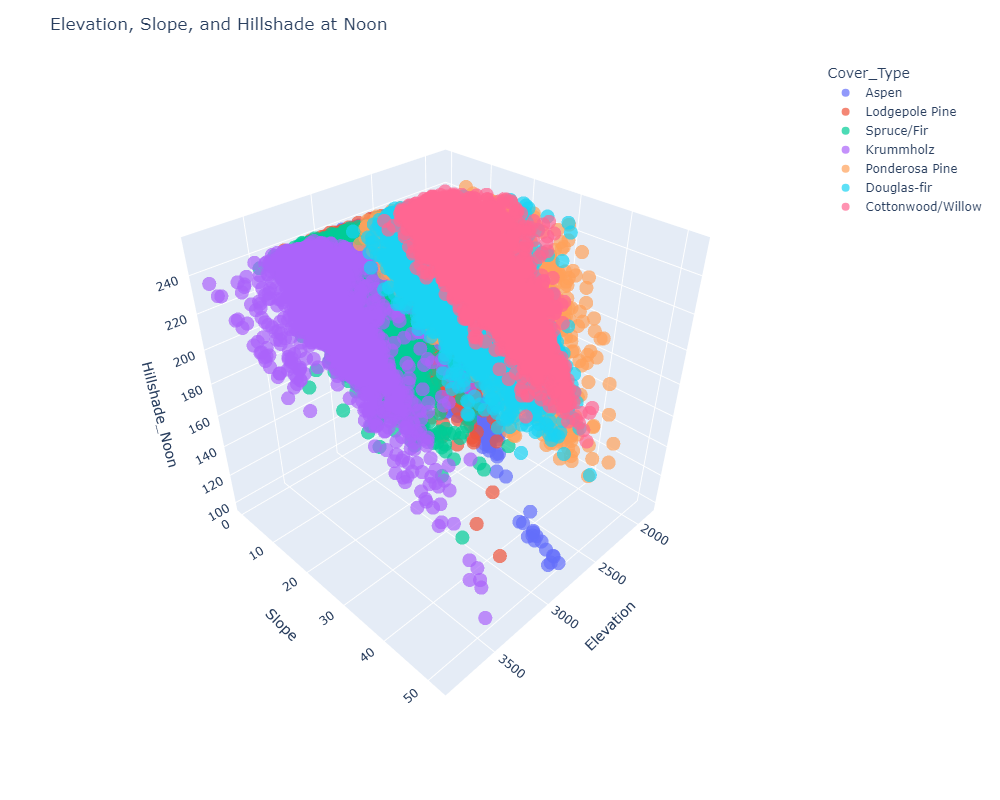 Elevation, Slope, and Hillshade at Noon
Cover_Type
Aspen
Lodgepole Pine
Spruce/Fir
Krummholz
Ponderosa Pine
Douglas-fir
Cottonwood/Willow
240
220
200
180
160
140
120
100
Hillshade_Noon
0
10
20
30
40
50
Slope
2000
2500
3000
3500
Elevation